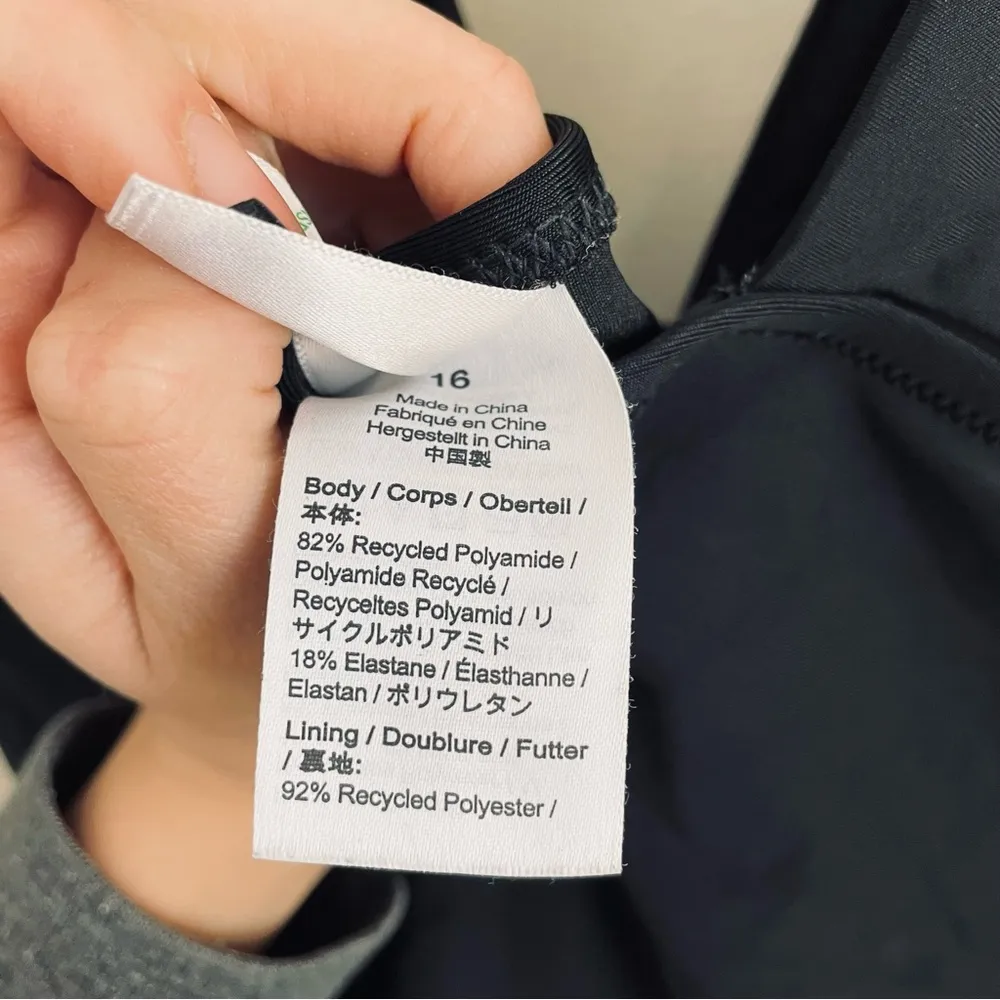 16
Made in China
Fabriqué en Chine
Hergestellt in China
中国製
Body / Corps / Oberteil /
本体:
82% Recycled Polyamide /
Polyamide Recyclé /
Recyceltes Polyamid / リ
サイクルポリアミド
18% Elastane / Élasthanne /
Elastan / ポリウレタン
Lining / Doublure / Futter
/ 裏地:
92% Recycled Polyester /